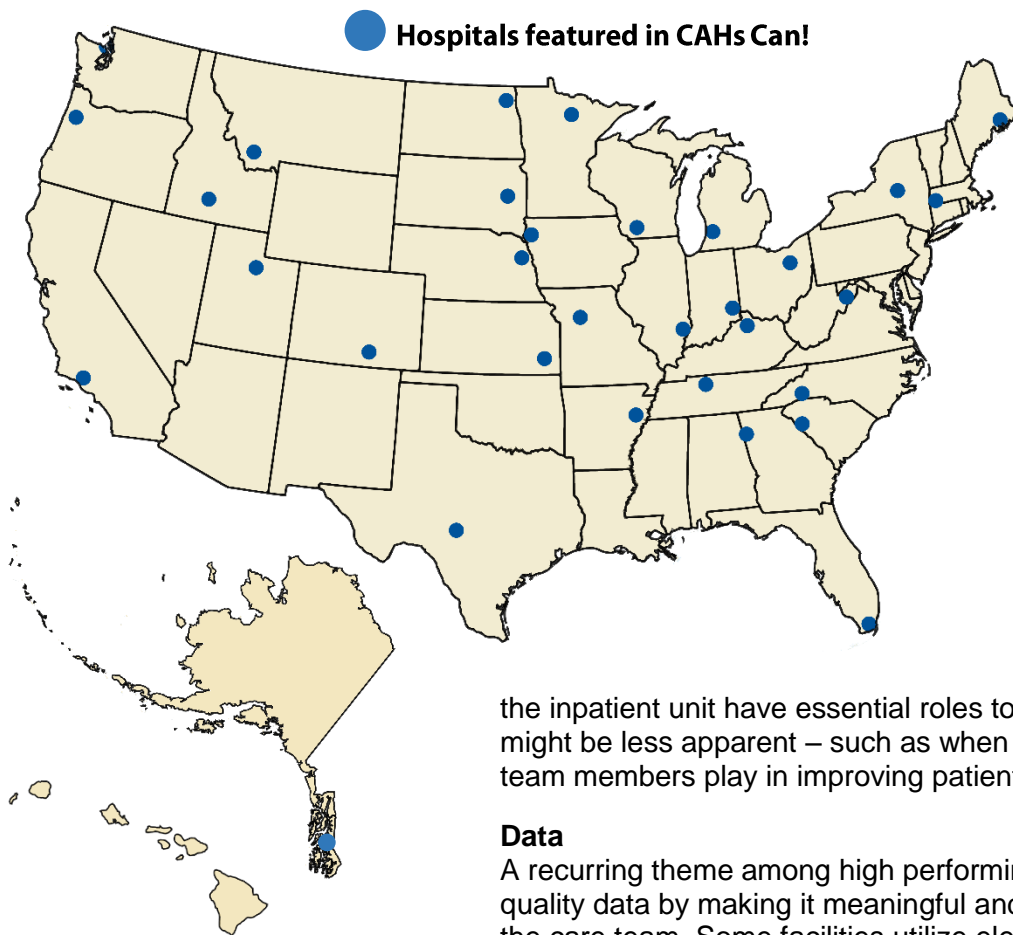 Hospitals featured in CAHs Can!
the inpatient unit have essential roles to
might be less apparent – such as when
team members play in improving patient
Data
A recurring theme among high performin
quality data by making it meaningful and